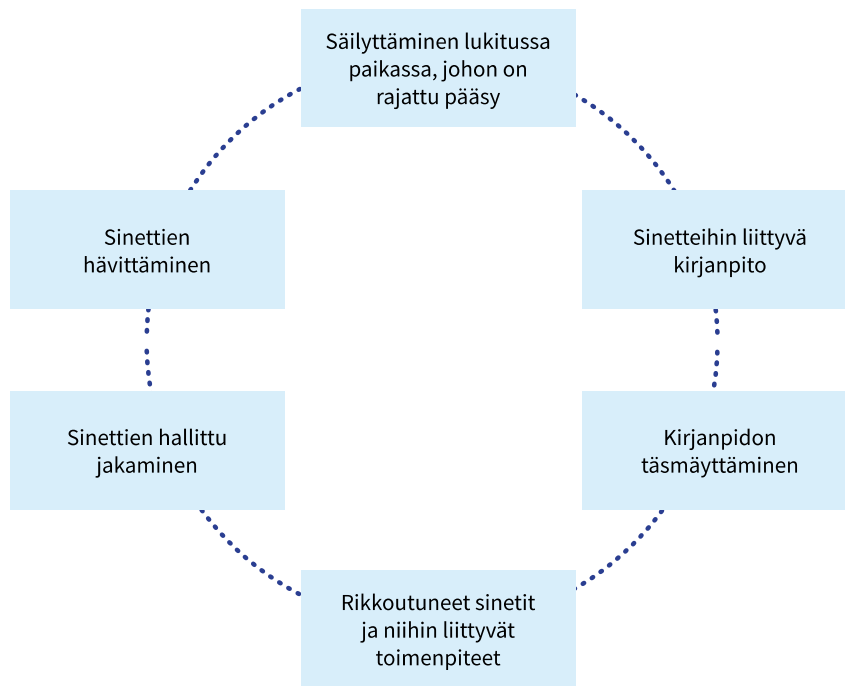 Säilyttäminen lukitussa
paikassa, johon on
rajattu pääsy
Sinetteihin liittyvä
kirjanpito
Kirjanpidon
täsmäyttäminen
Rikkoutuneet sinetit
ja niihin liittyvät
toimenpiteet
Sinettien hallittu
jakaminen
Sinettien
hävittäminen